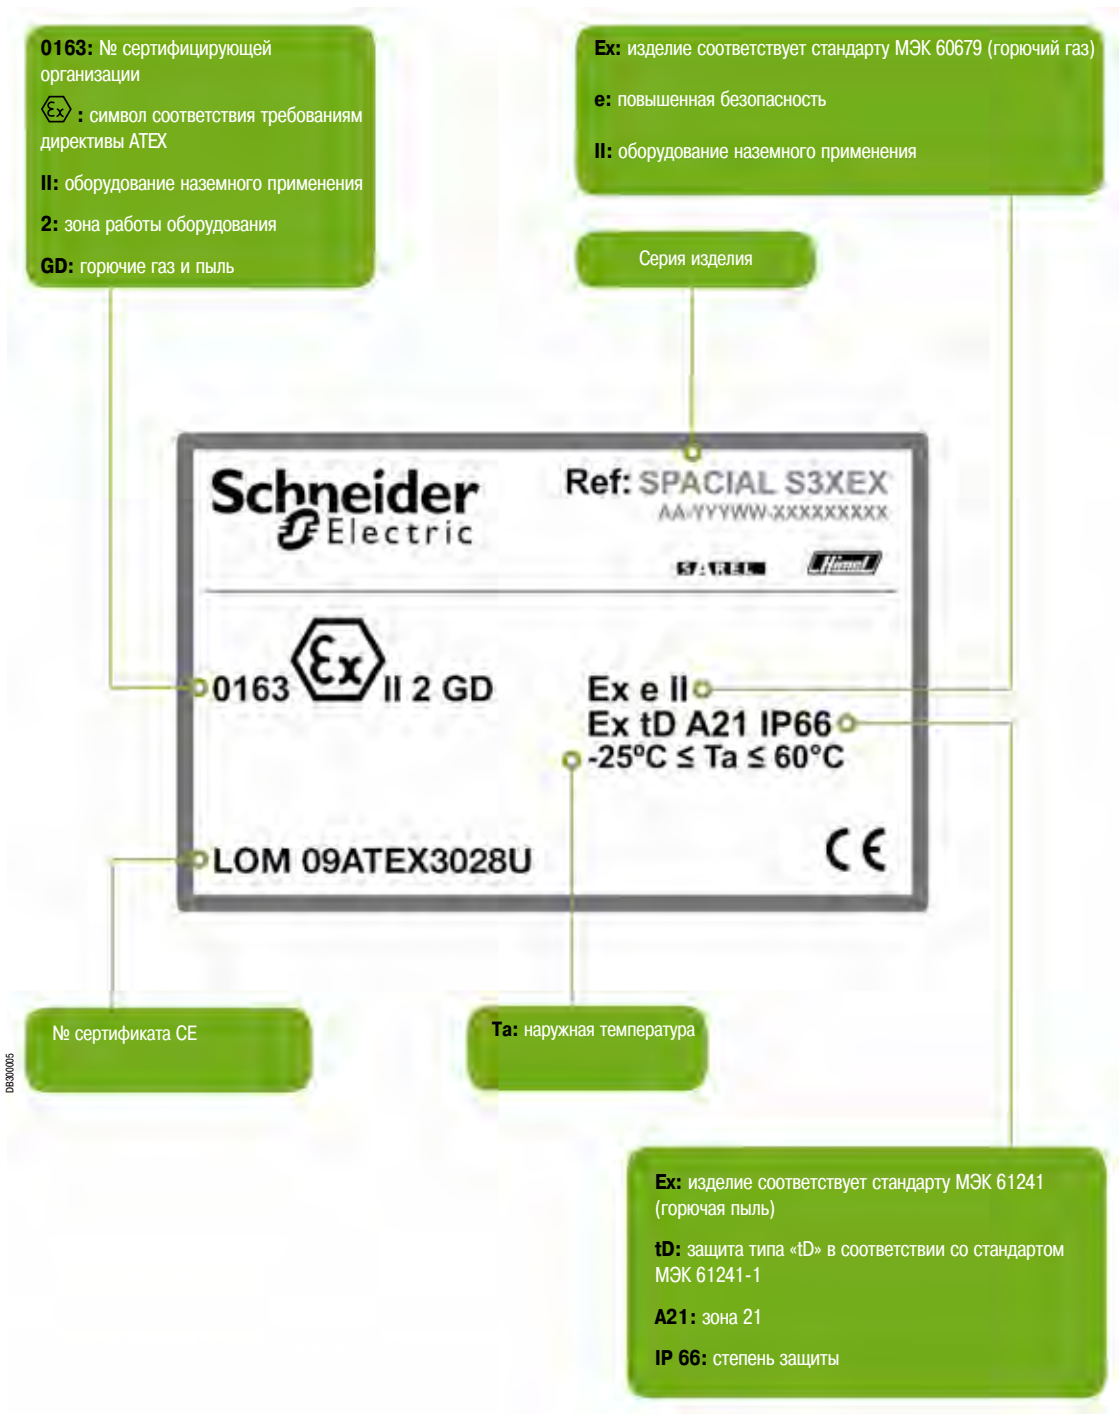 0163: № сертифицирующей
организации
Ex : символ соответствия требованиям
директивы ATEX
II: оборудование наземного применения
2: зона работы оборудования
GD: горючие газ и пыль
Ex: изделие соответствует стандарту МЭК 60679 (горючий газ)
e: повышенная безопасность
II: оборудование наземного применения
Серия изделия
Schneider
Electric
Ref: SPACIAL S3XEX
AA-YYYWW-XXXXXXXXX
SAREL
Himel
0163 Ex II 2 GD
Ex e II
Ex tD A21 IP66
-25ºC ≤ Ta ≤ 60°C
LOM 09ATEX3028U
CE
№ сертификата CE
Ta: наружная температура
DB300005
Ex: изделие соответствует стандарту МЭК 61241
(горючая пыль)
tD: защита типа «tD» в соответствии со стандартом
МЭК 61241-1
A21: зона 21
IP 66: степень защиты